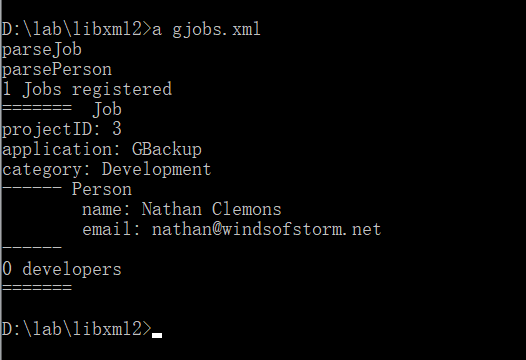 D:\lab\libxml2>a gjobs.xml
parseJob
parsePerson
1 Jobs registered
=======  Job
projectID: 3
application: GBackup
category: Development
------ Person
        name: Nathan Clemons
        email: nathan@windsofstorm.net
------
0 developers
=======
D:\lab\libxml2>